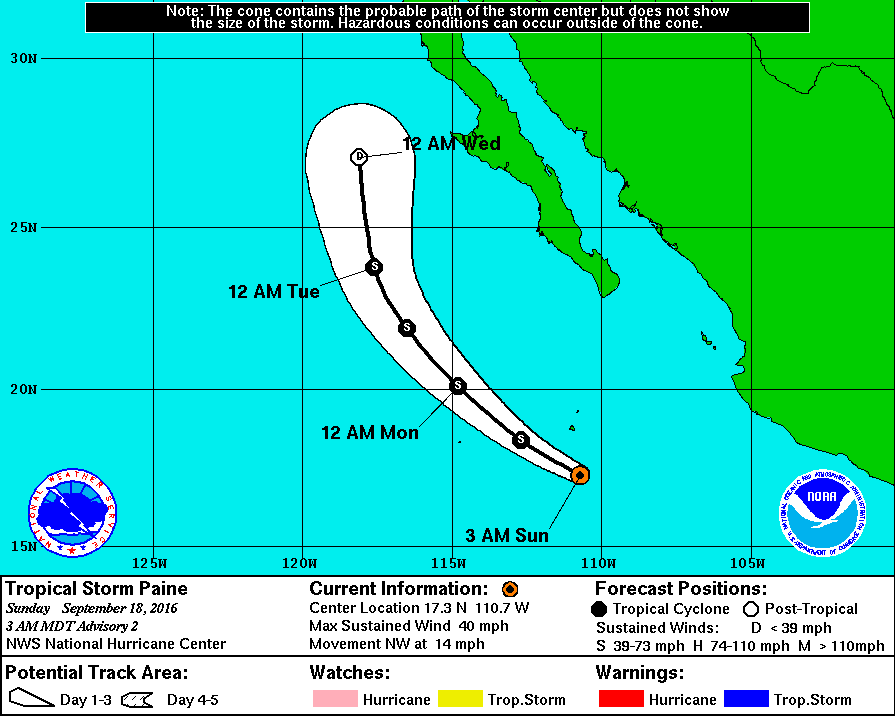 Note: The cone contains the probable path of the storm center but does not show
the size of the storm. Hazardous conditions can occur outside of the cone.
30N
12 AM Wed
D
25N
S
12 AM Tue
S
20N
S
12 AM Mon
S
3 AM Sun
NATIONAL WEATHER SERVICE
NOAA
NATIONAL OCEANIC AND ATMOSPHERIC ADMINISTRATION
U.S. DEPARTMENT OF COMMERCE
15N
125W 120W 115W 110W 105W
Tropical Storm Paine
Sunday September 18, 2016
3 AM MDT Advisory 2
NWS National Hurricane Center
Current Information:
Center Location 17.3 N 110.7 W
Max Sustained Wind 40 mph
Movement NW at 14 mph
Forecast Positions:
Tropical Cyclone Post-Tropical
Sustained Winds: D < 39 mph
S 39-73 mph H 74-110 mph M > 110mph
Potential Track Area:
Day 1-3 Day 4-5
Watches:
Hurricane Trop.Storm
Warnings:
Hurricane Trop.Storm